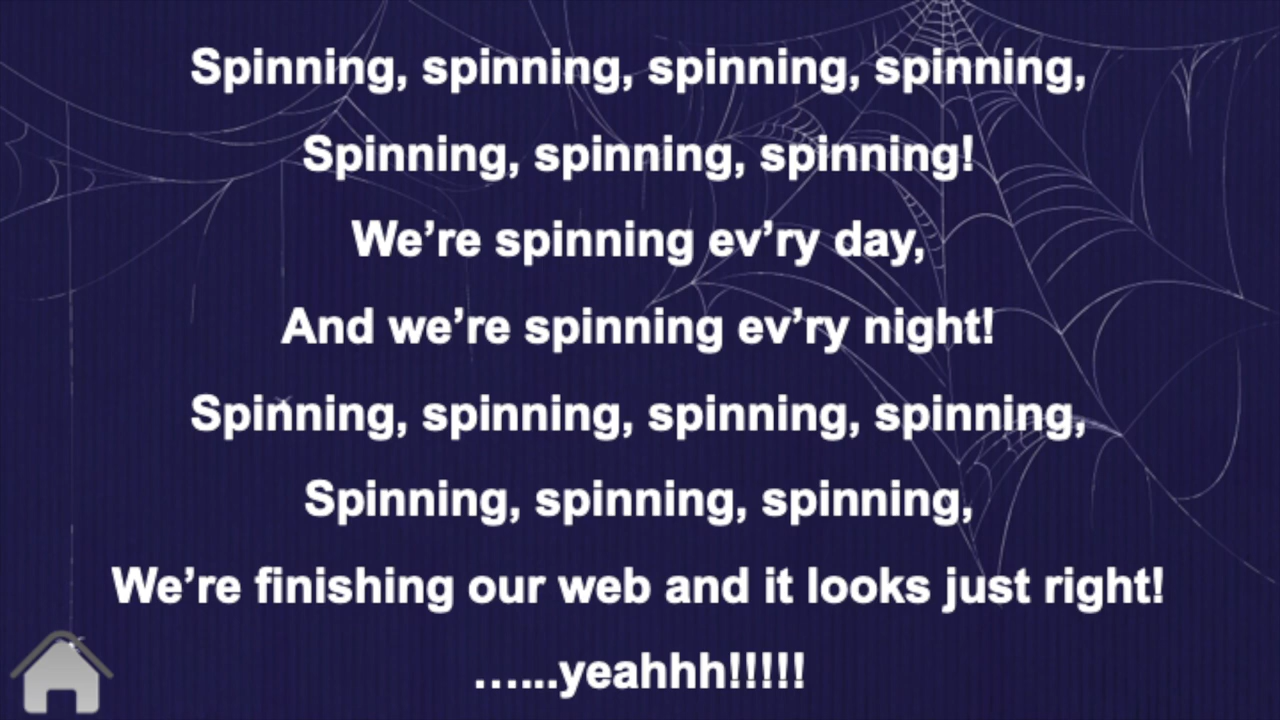 Spinning, spinning, spinning, spinning,
Spinning, spinning, spinning!
We’re spinning ev’ry day,
And we’re spinning ev’ry night!
Spinning, spinning, spinning, spinning,
Spinning, spinning, spinning,
We’re finishing our web and it looks just right!
…...yeahhh!!!!!